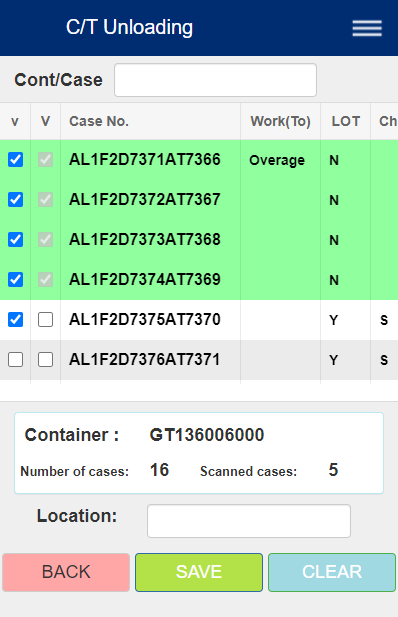 C/T Unloading
Cont/Case
v V Case No. Work(To) LOT Ch
AL1F2D7371AT7366 Overage N
AL1F2D7372AT7367 N
AL1F2D7373AT7368 N
AL1F2D7374AT7369 N
AL1F2D7375AT7370 Y S
AL1F2D7376AT7371 Y S
Container : GT136006000
Number of cases: 16 Scanned cases: 5
Location:
BACK SAVE CLEAR